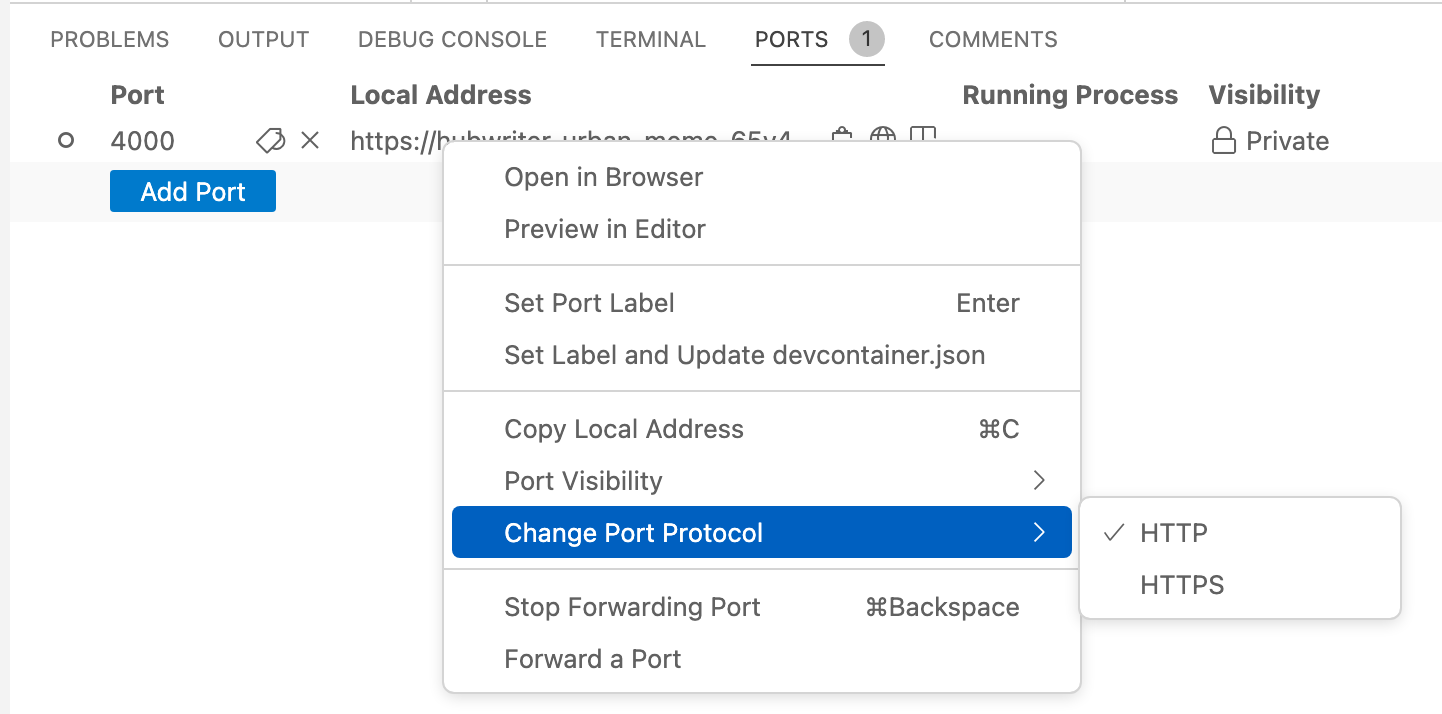 PROBLEMS OUTPUT DEBUG CONSOLE TERMINAL PORTS 1 COMMENTS
Port Local Address Running Process Visibility
4000 https://hubwriter-urban-meme-65v4 Private
Add Port
Open in Browser
Preview in Editor
Set Port Label Enter
Set Label and Update devcontainer.json
Copy Local Address ⌘C
Port Visibility
Change Port Protocol
HTTP
HTTPS
Stop Forwarding Port ⌘Backspace
Forward a Port